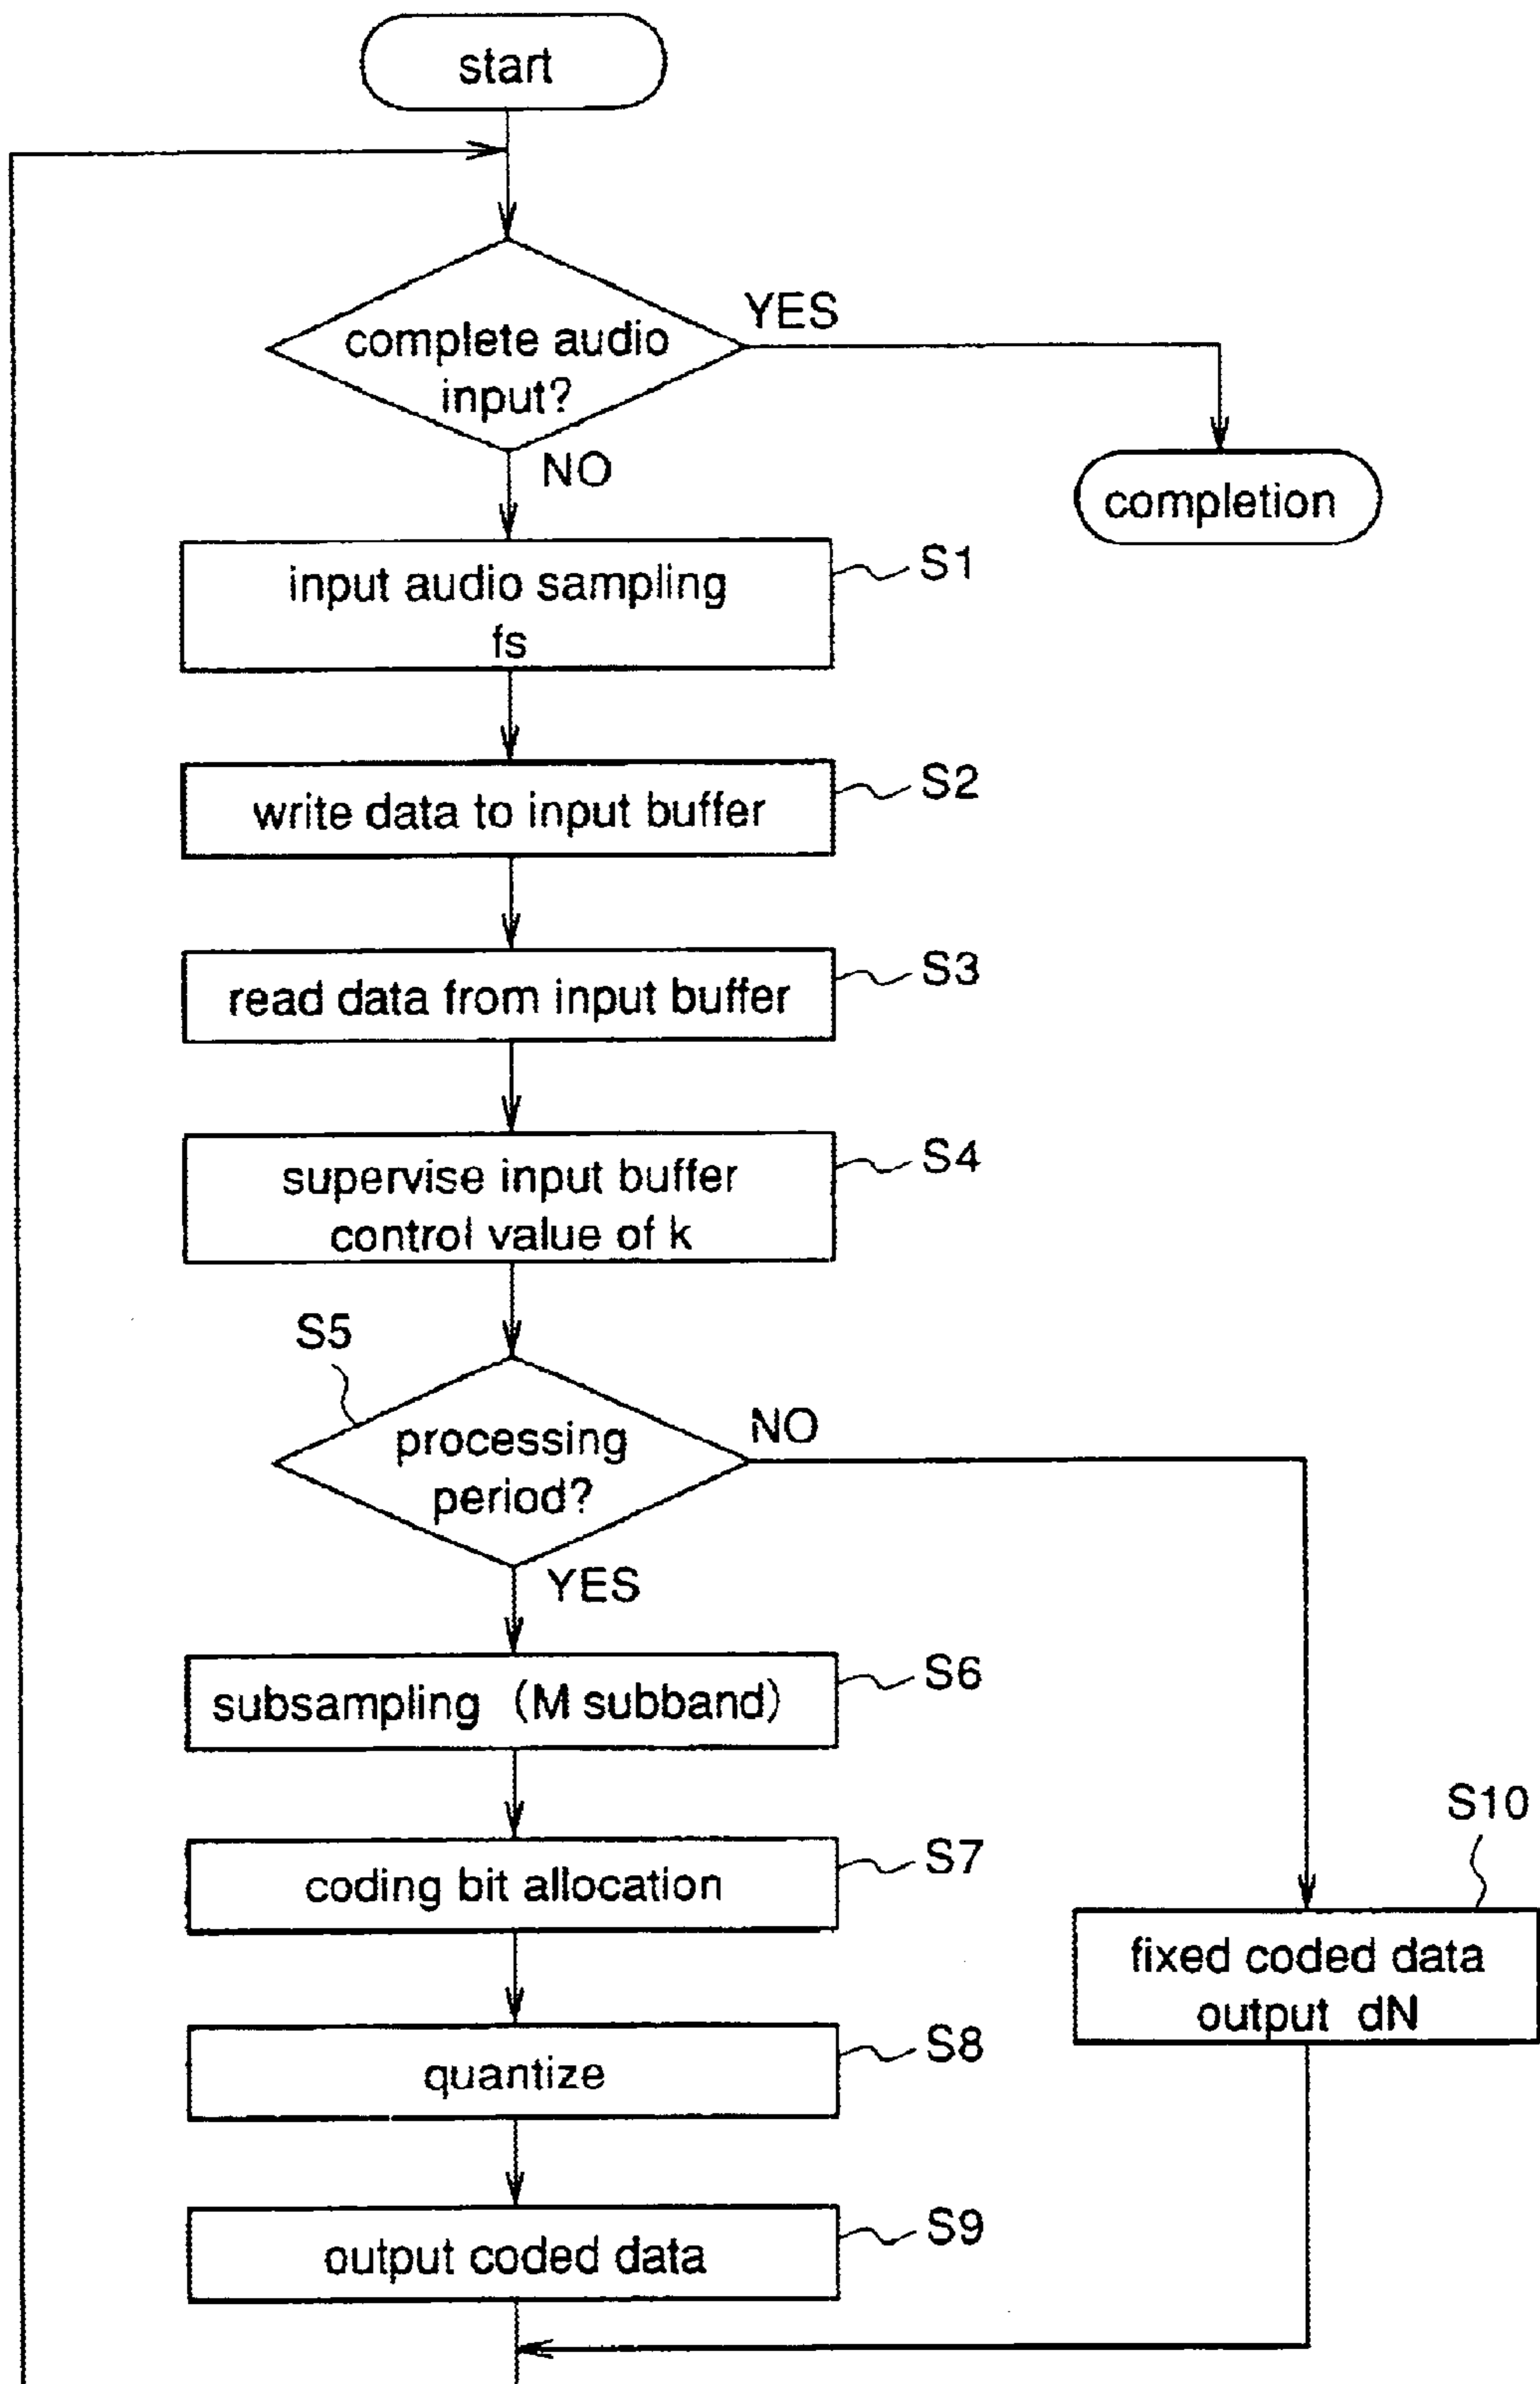 start
complete audio
input?
YES
NO
completion
input audio sampling
fs
S1
write data to input buffer
S2
read data from input buffer
S3
supervise input buffer
control value of k
S4
S5
processing
period?
NO
YES
subsampling (M subband)
S6
coding bit allocation
S7
S10
fixed coded data
output dN
quantize
S8
output coded data
S9